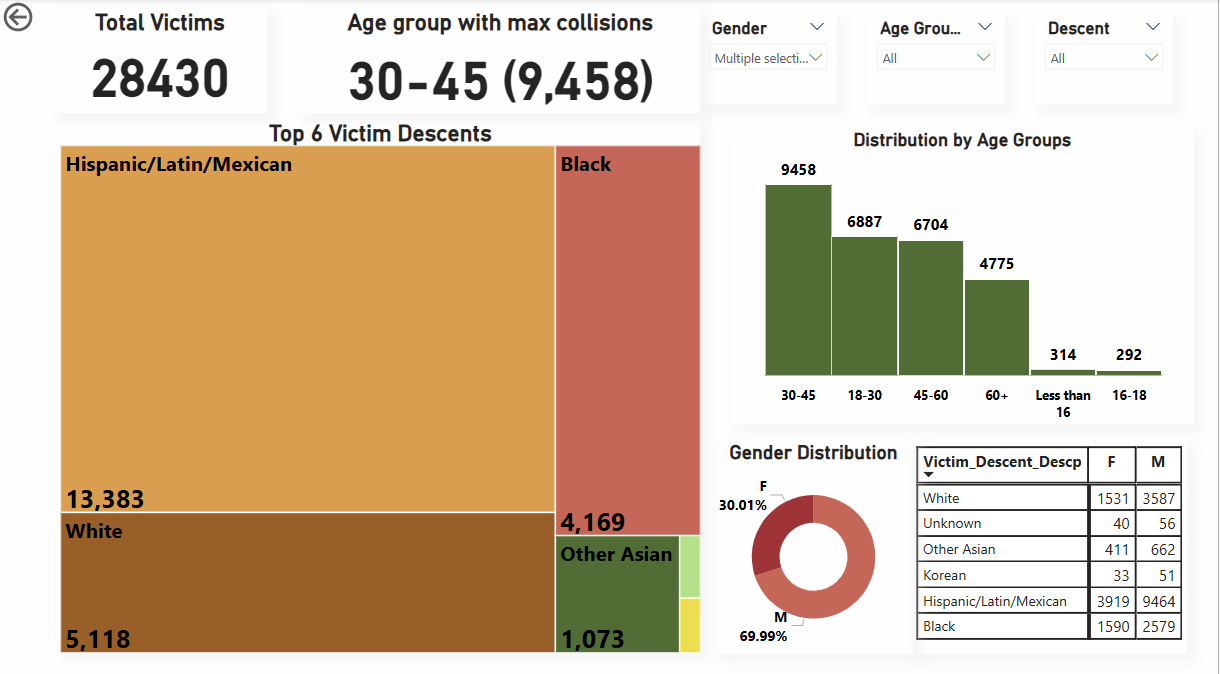 Total Victims
28430
Age group with max collisions
30-45 (9,458)
Gender
Multiple selecti...
Age Grou...
All
Descent
All
Top 6 Victim Descents
Hispanic/Latin/Mexican
13,383
White
5,118
Black
4,169
Other Asian
1,073
Distribution by Age Groups
9458
6887
6704
4775
314
292
30-45
18-30
45-60
60+
Less than
16
16-18
Gender Distribution
F
30.01%
M
69.99%
Victim_Descent_Descp F M
White 1531 3587
Unknown 40 56
Other Asian 411 662
Korean 33 51
Hispanic/Latin/Mexican 3919 9464
Black 1590 2579